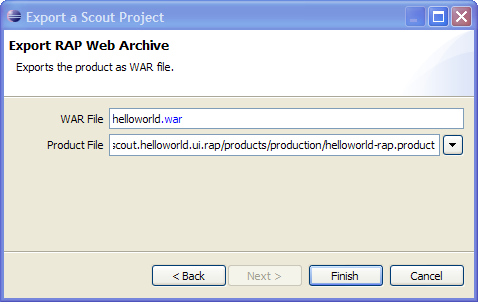 Export a Scout Project
Export RAP Web Archive
Exports the product as WAR file.
WAR File helloworld.war
Product File scout.helloworld.ui.rap/products/production/helloworld-rap.product
< Back Next > Finish Cancel